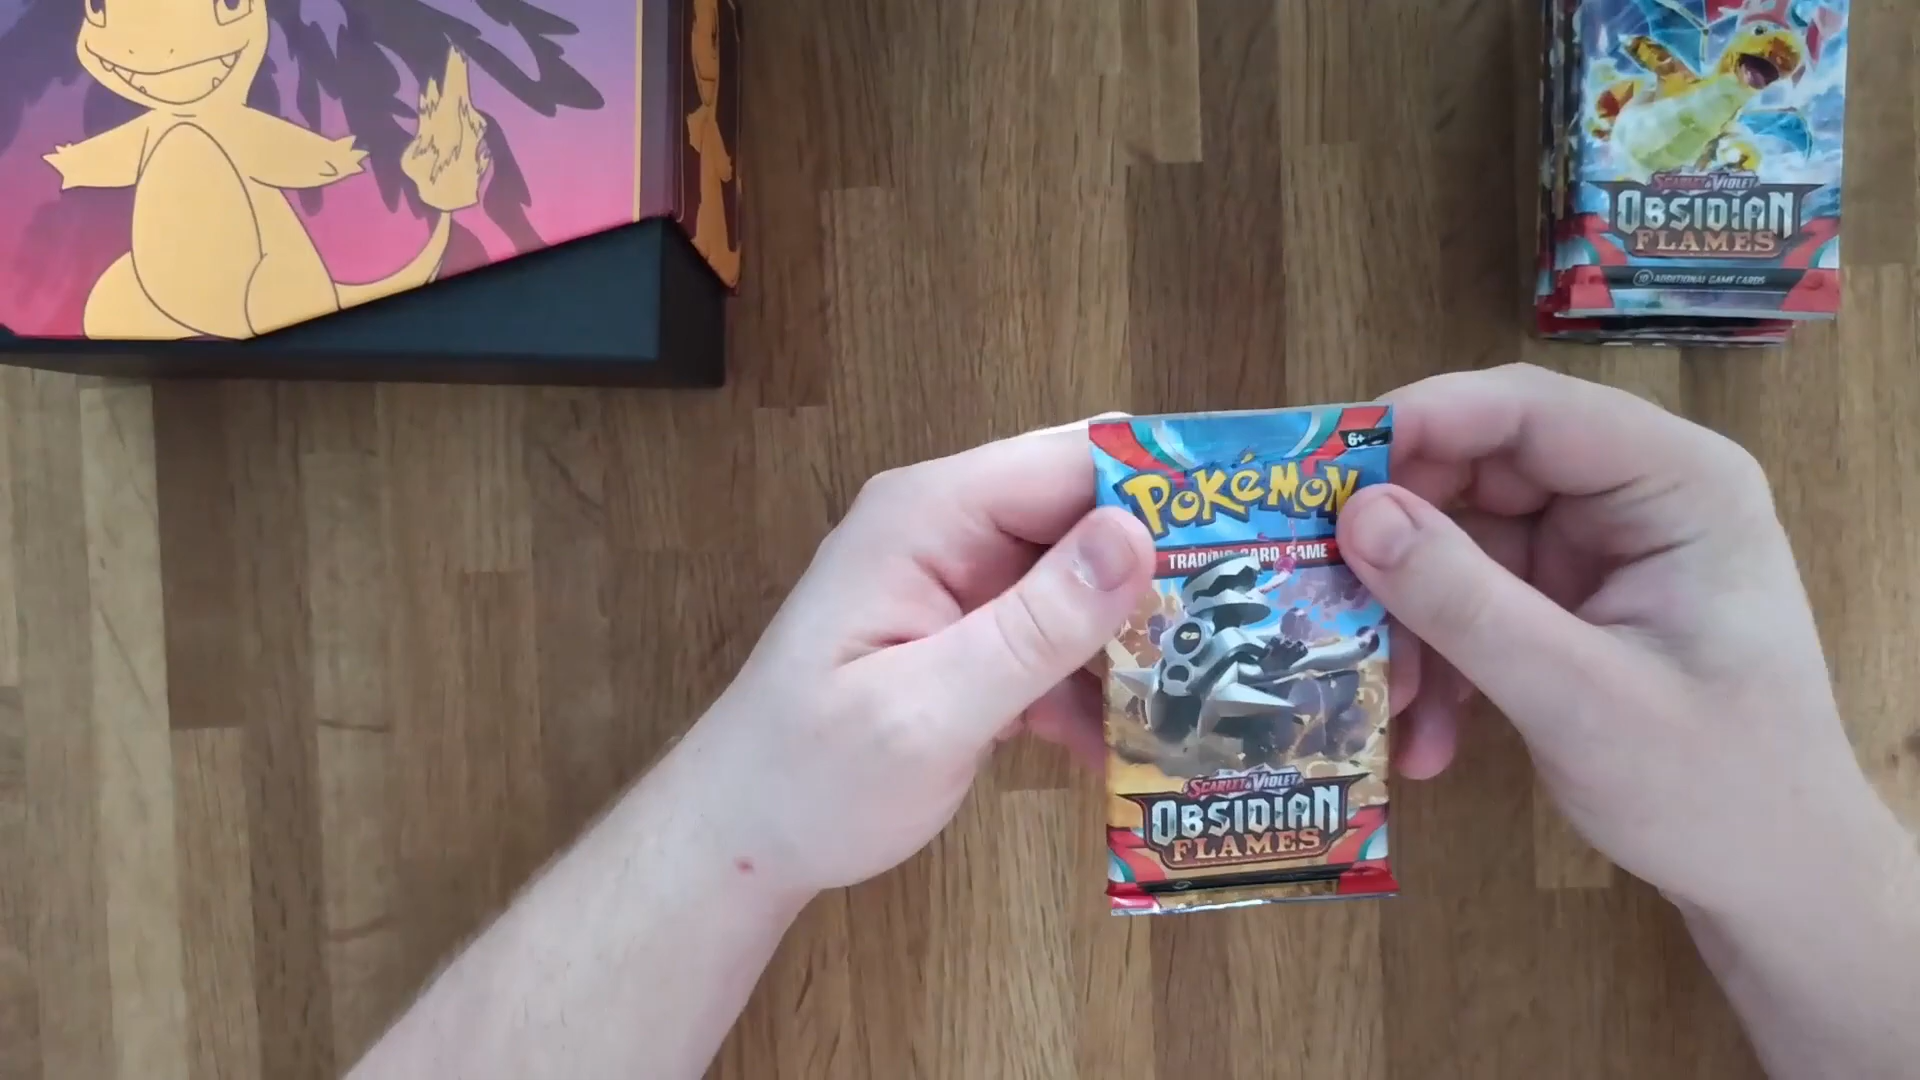 SCARLET & VIOLET
OBSIDIAN
FLAMES
10 ADDITIONAL GAME CARDS
6+
POKéMON
TRADING CARD GAME
SCARLET & VIOLET
OBSIDIAN
FLAMES